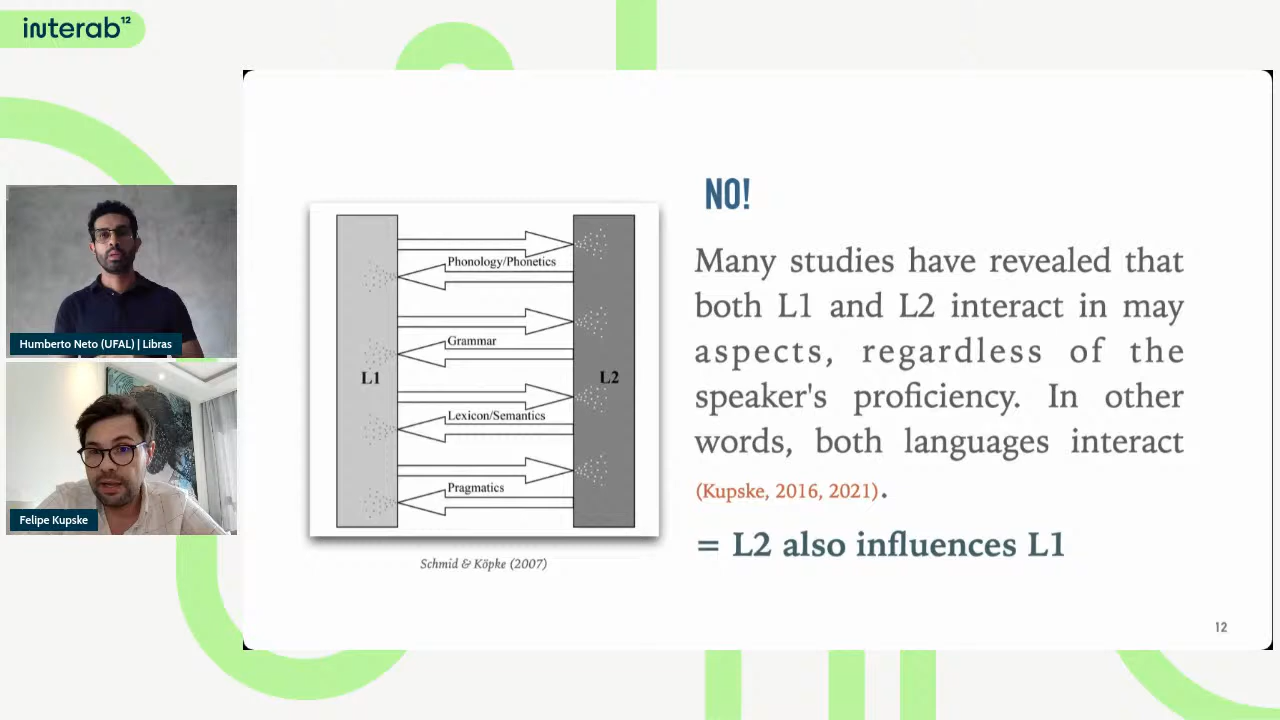 interab¹²
Humberto Neto (UFAL) | Libras
Felipe Kupske
L1
L2
Phonology/Phonetics
Grammar
Lexicon/Semantics
Pragmatics
Schmid & Köpke (2007)
NO!
Many studies have revealed that
both L1 and L2 interact in may
aspects, regardless of the
speaker's proficiency. In other
words, both languages interact
(Kupske, 2016, 2021).
= L2 also influences L1
12